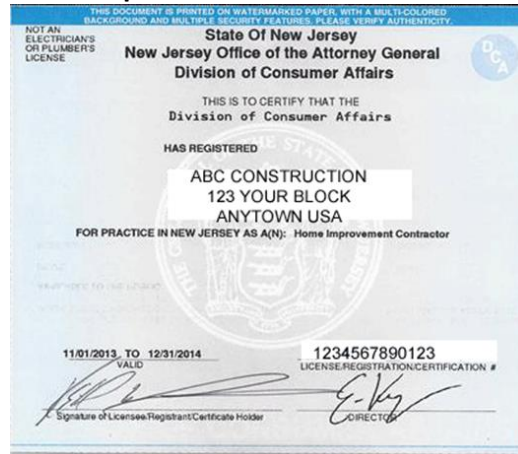 THIS DOCUMENT IS PRINTED ON WATERMARKED PAPER, WITH A MULTI-COLORED
BACKGROUND AND MULTIPLE SECURITY FEATURES. PLEASE VERIFY AUTHENTICITY.
NOT AN
ELECTRICIAN'S
OR PLUMBER'S
LICENSE
State Of New Jersey
New Jersey Office of the Attorney General
Division of Consumer Affairs
DCA
THIS IS TO CERTIFY THAT THE
Division of Consumer Affairs
HAS REGISTERED
ABC CONSTRUCTION
123 YOUR BLOCK
ANYTOWN USA
FOR PRACTICE IN NEW JERSEY AS A(N): Home Improvement Contractor
11/01/2013 TO 12/31/2014
VALID
1234567890123
LICENSE/REGISTRATION/CERTIFICATION #
Signature of Licensee/Registrant/Certificate Holder
DIRECTOR